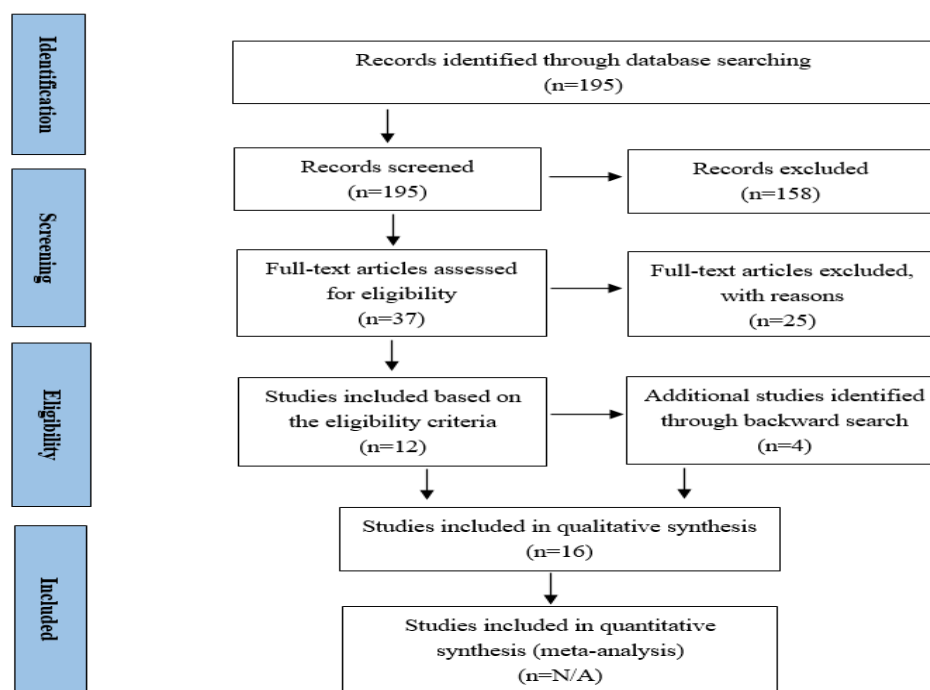 Identification
Records identified through database searching
(n=195)
Records screened
(n=195)
Records excluded
(n=158)
Screening
Full-text articles assessed
for eligibility
(n=37)
Full-text articles excluded,
with reasons
(n=25)
Eligibility
Studies included based on
the eligibility criteria
(n=12)
Additional studies identified
through backward search
(n=4)
Studies included in qualitative synthesis
(n=16)
Included
Studies included in quantitative
synthesis (meta-analysis)
(n=N/A)